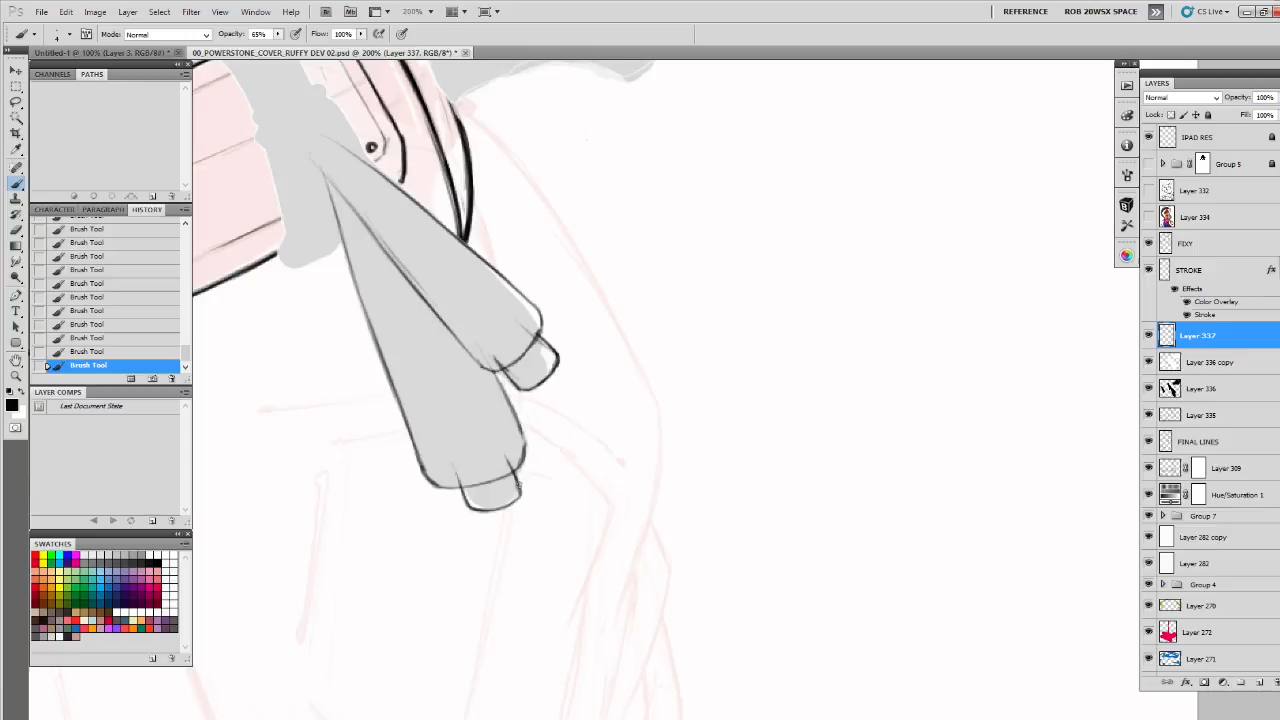 Ps File Edit Image Layer Select Filter View Window Help Br Mb 200% REFERENCE ROB 20WSX SPACE CS Live
4 Mode: Normal Opacity: 65% Flow: 100%
Untitled-1 @ 100% (Layer 3, RGB/8#) * 00_POWERSTONE_COVER_RUFFY DEV 02.psd @ 200% (Layer 337, RGB/8*) *
CHANNELS PATHS
CHARACTER PARAGRAPH HISTORY
Brush Tool
Brush Tool
Brush Tool
Brush Tool
Brush Tool
Brush Tool
Brush Tool
Brush Tool
Brush Tool
Brush Tool
Brush Tool
LAYER COMPS
Last Document State
SWATCHES
LAYERS
Normal Opacity: 100%
Lock: Fill: 100%
IPAD RES
Group 5
Layer 332
Layer 334
FIXY
STROKE fx
Effects
Color Overlay
Stroke
Layer 337
Layer 336 copy
Layer 336
Layer 335
FINAL LINES
Layer 309
Hue/Saturation 1
Group 7
Layer 282 copy
Layer 282
Group 4
Layer 270
Layer 272
Layer 271